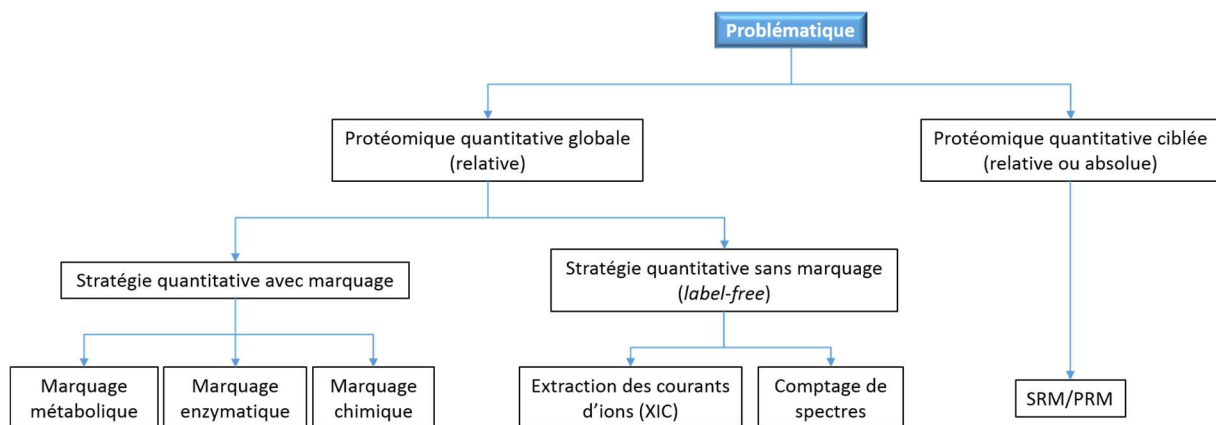 Problématique
Protéomique quantitative globale
(relative)
Protéomique quantitative ciblée
(relative ou absolue)
Stratégie quantitative avec marquage
Stratégie quantitative sans marquage
(label-free)
Marquage
métabolique
Marquage
enzymatique
Marquage
chimique
Extraction des courants
d’ions (XIC)
Comptage de
spectres
SRM/PRM